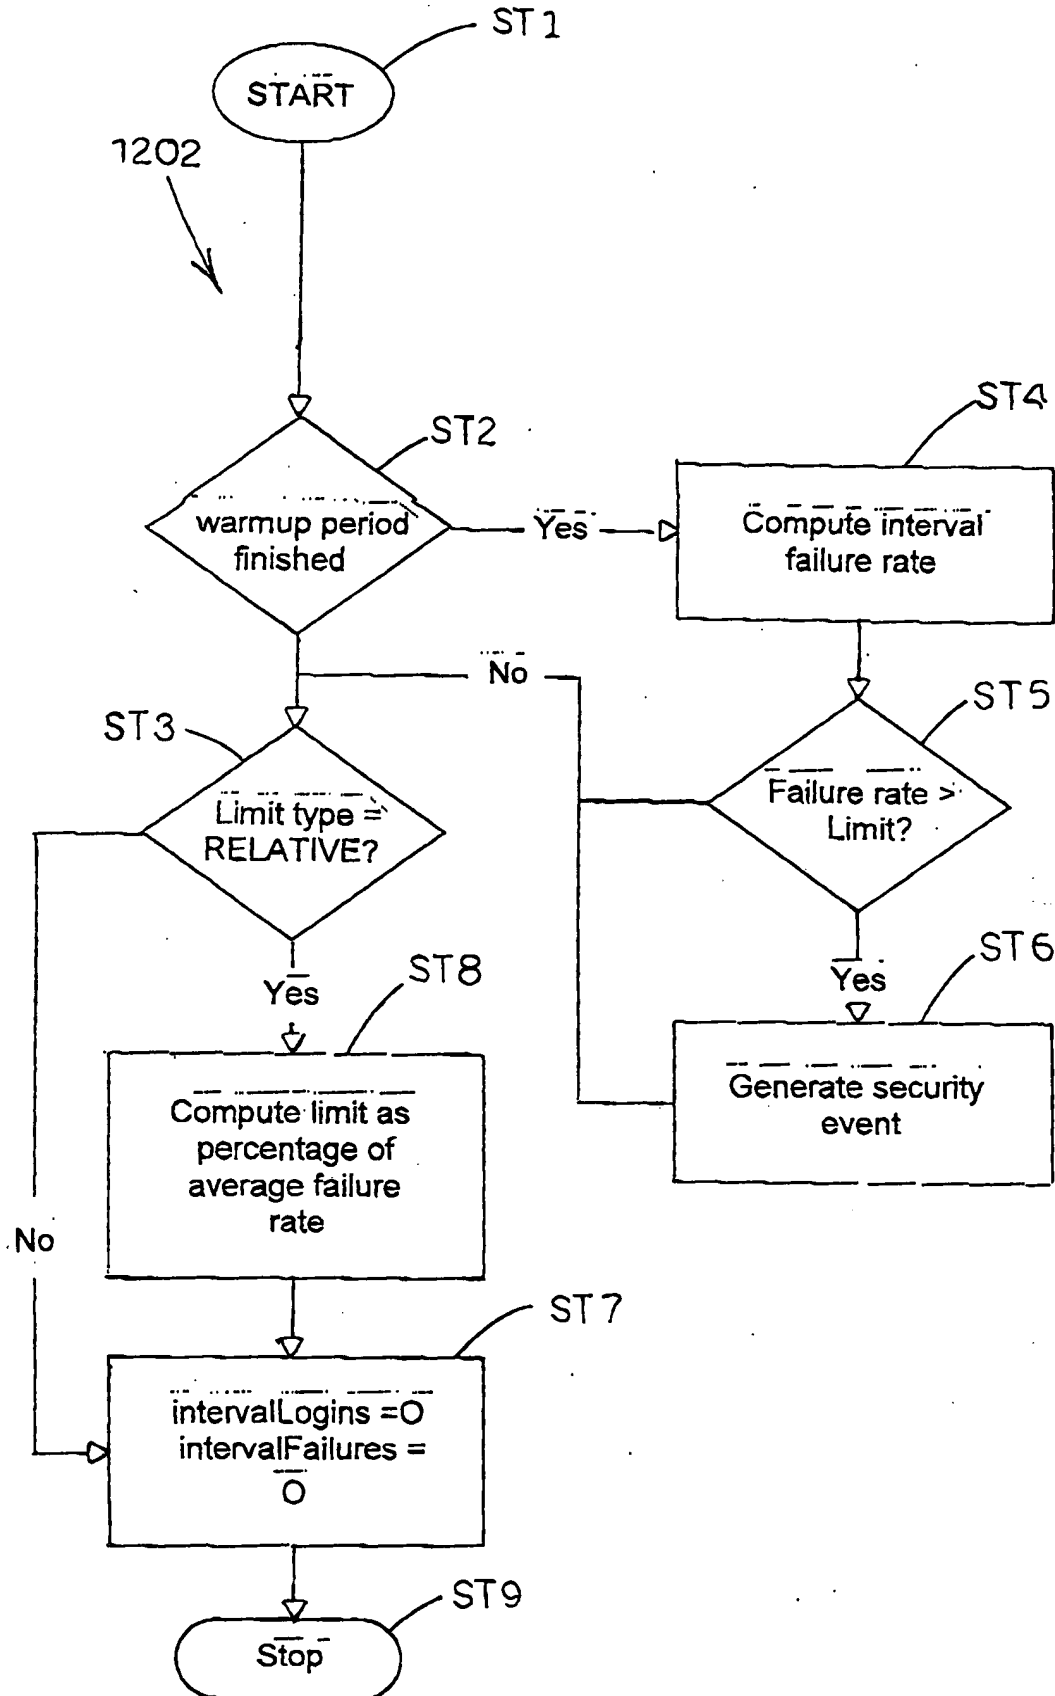 ST1
START
1202
ST2
warmup period
finished
Yes
ST4
Compute interval
failure rate
No
ST3
Limit type =
RELATIVE?
ST5
Failure rate >
Limit?
Yes
ST8
Yes
ST6
Compute limit as
percentage of
average failure
rate
Generate security
event
No
ST7
intervalLogins =0
intervalFailures =
0
ST9
Stop